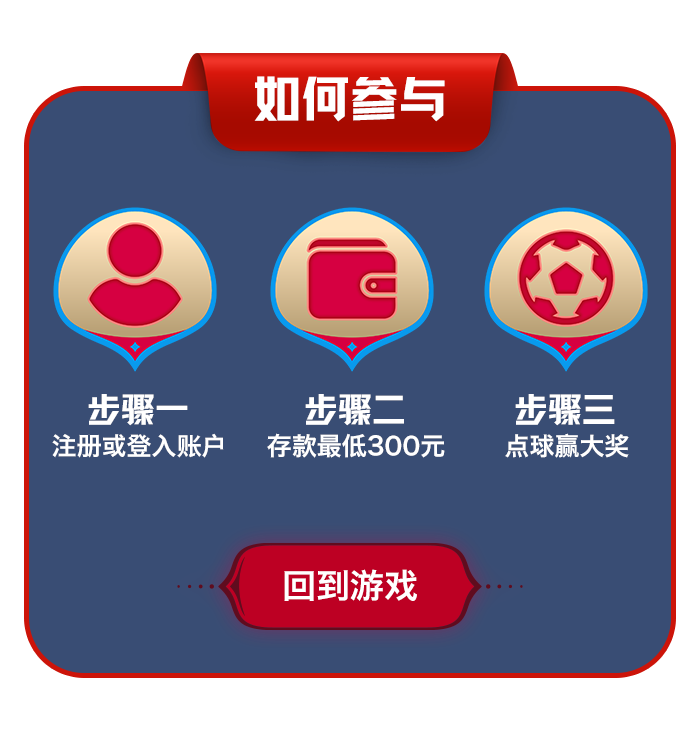 如何参与
步骤一
注册或登入账户
步骤二
存款最低300元
步骤三
点球赢大奖
回到游戏